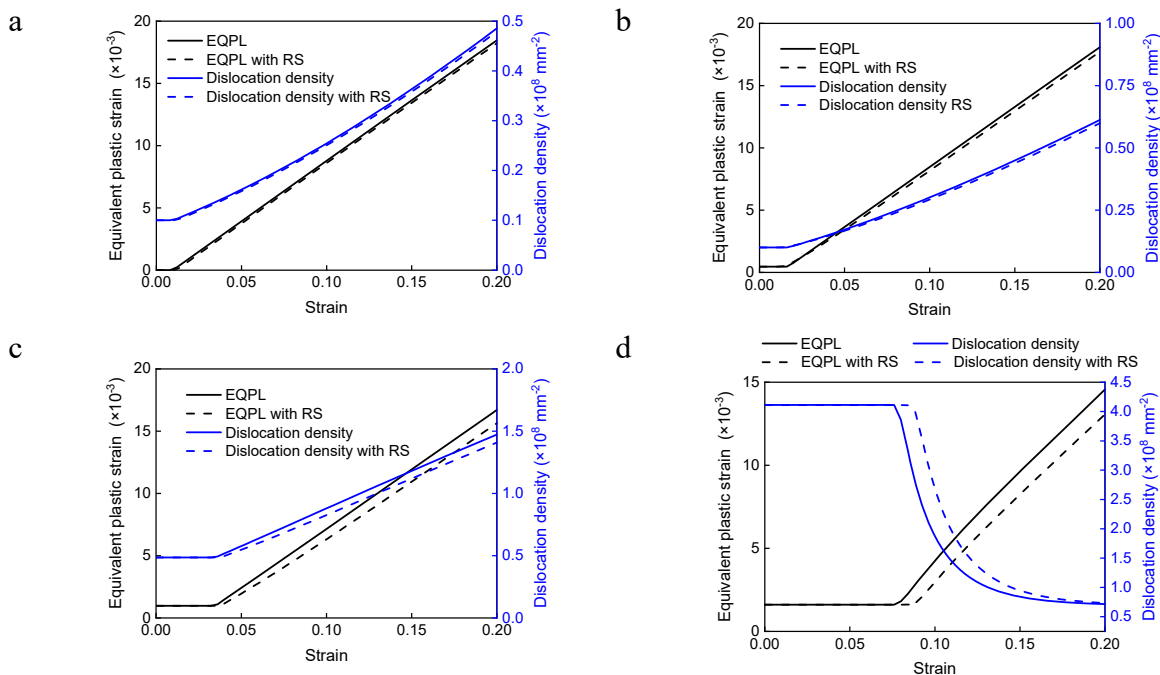 a
Equivalent plastic strain (×10⁻³)
20
15
10
5
0
EQPL
EQPL with RS
Dislocation density
Dislocation density with RS
0.5
0.4
0.3
0.2
0.1
0.0
Dislocation density (×10⁸ mm⁻²)
0.00 0.05 0.10 0.15 0.20
Strain
b
Equivalent plastic strain (×10⁻³)
20
15
10
5
0
EQPL
EQPL with RS
Dislocation density
Dislocation density RS
1.00
0.75
0.50
0.25
0.00
Dislocation density (×10⁸ mm⁻²)
0.00 0.05 0.10 0.15 0.20
Strain
c
Equivalent plastic strain (×10⁻³)
20
15
10
5
0
EQPL
EQPL with RS
Dislocation density
Dislocation density with RS
2.0
1.5
1.0
0.5
0.0
Dislocation density (×10⁸ mm⁻²)
0.00 0.05 0.10 0.15 0.20
Strain
d
EQPL Dislocation density
EQPL with RS Dislocation density with RS
Equivalent plastic strain (×10⁻³)
15
10
5
0
4.5
4.0
3.5
3.0
2.5
2.0
1.5
1.0
0.5
Dislocation density (×10⁸ mm⁻²)
0.00 0.05 0.10 0.15 0.20
Strain